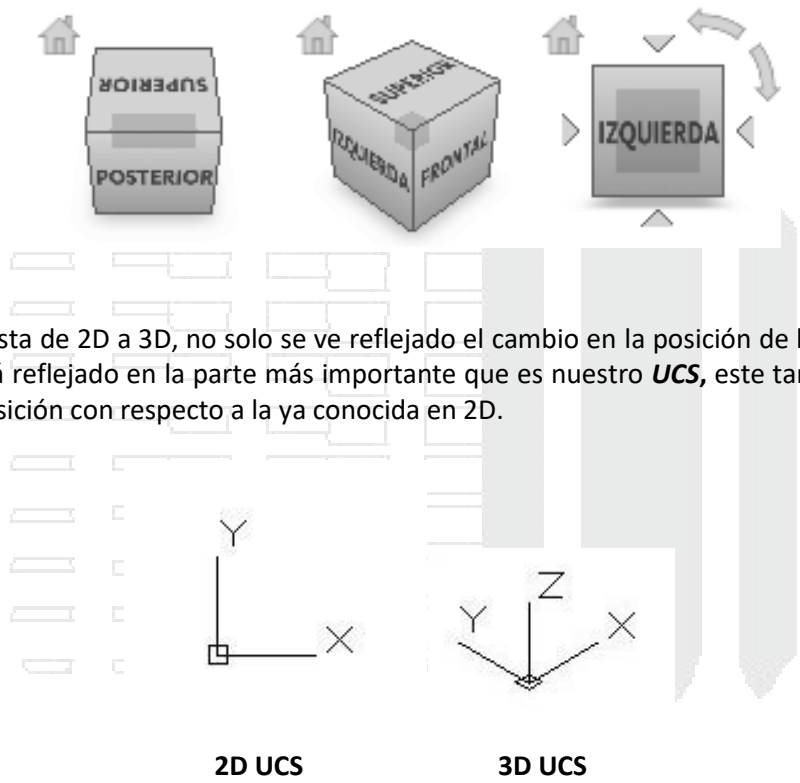 SUPERIOR
POSTERIOR
SUPERIOR
IZQUIERDA
FRONTAL
IZQUIERDA
sta de 2D a 3D, no solo se ve reflejado el cambio en la posición de
reflejado en la parte más importante que es nuestro UCS, este
sición con respecto a la ya conocida en 2D.
Y
X
Y
Z
X
2D UCS
3D UCS